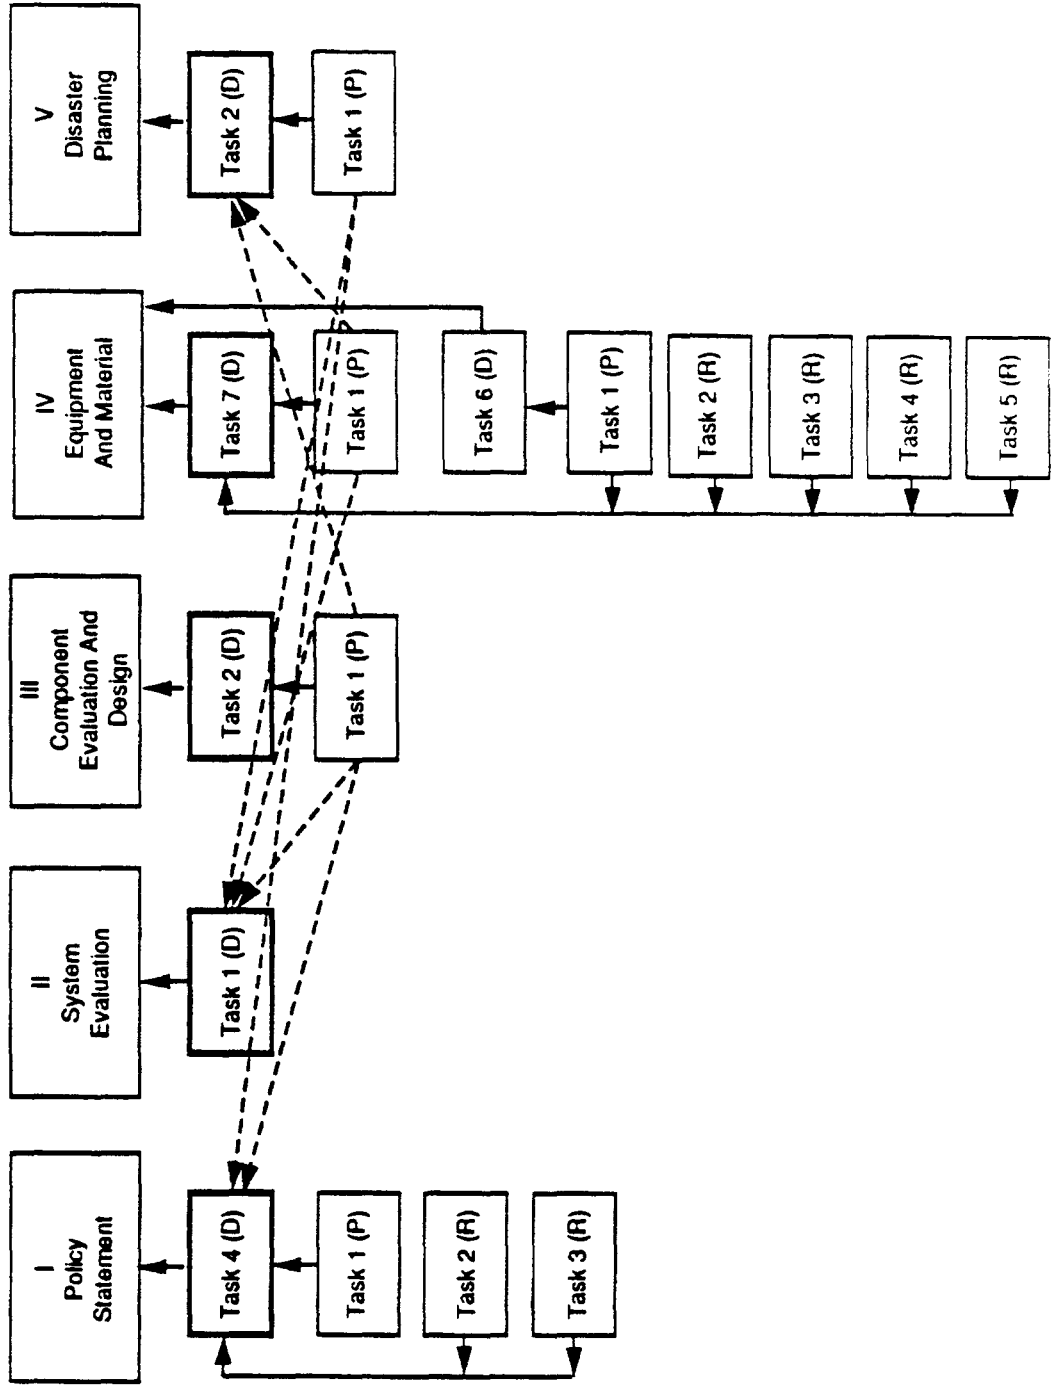 I
Policy
Statement
Task 4 (D)
Task 1 (P)
Task 2 (R)
Task 3 (R)
II
System
Evaluation
Task 1 (D)
III
Component
Evaluation And
Design
Task 2 (D)
Task 1 (P)
IV
Equipment
And Material
Task 7 (D)
Task 1 (P)
Task 6 (D)
Task 1 (P)
Task 2 (R)
Task 3 (R)
Task 4 (R)
Task 5 (R)
V
Disaster
Planning
Task 2 (D)
Task 1 (P)